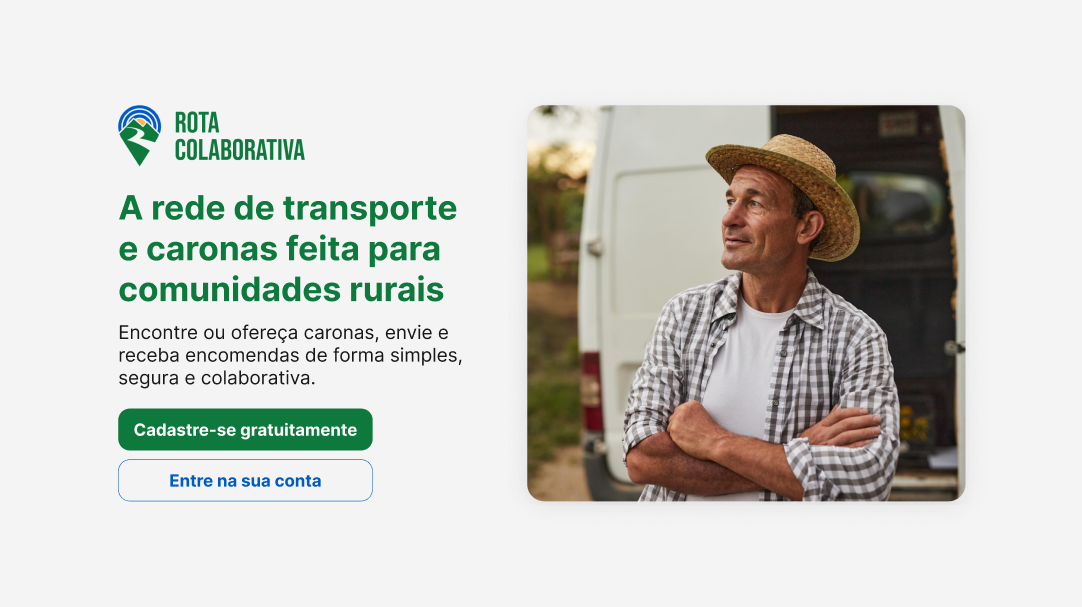 ROTA
COLABORATIVA
A rede de transporte
e caronas feita para
comunidades rurais
Encontre ou ofereça caronas, envie e
receba encomendas de forma simples,
segura e colaborativa.
Cadastre-se gratuitamente
Entre na sua conta